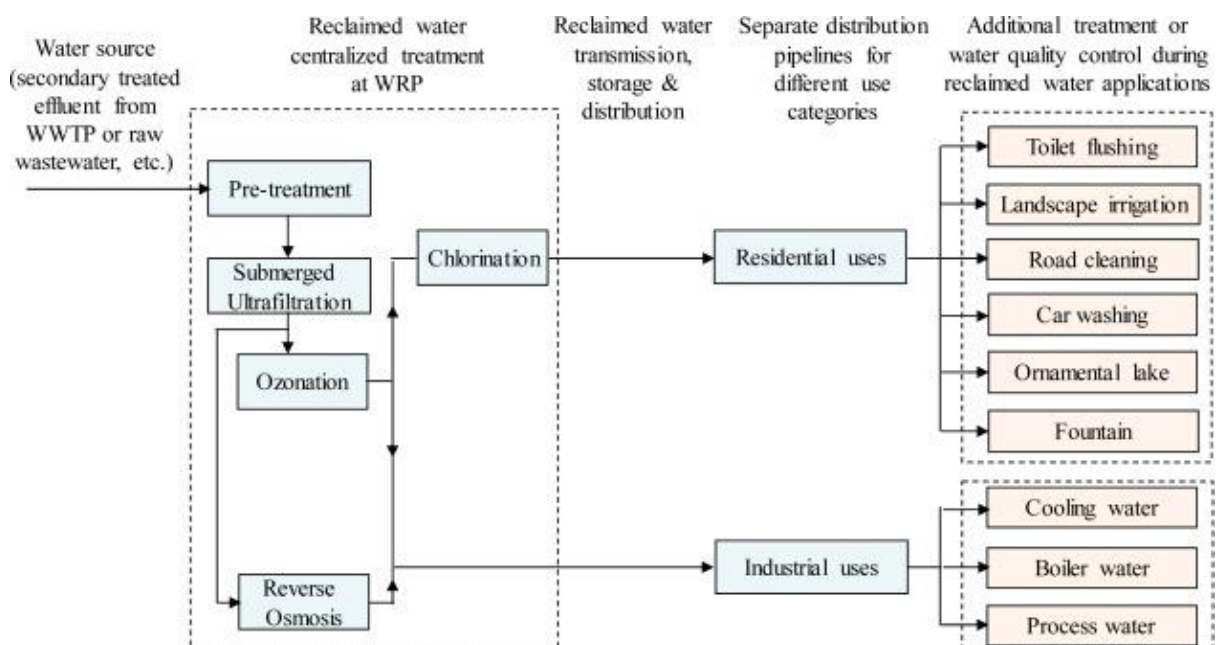 Water source
(secondary treated
effluent from
WWTP or raw
wastewater, etc.)
Reclaimed water
centralized treatment
at WRP
Reclaimed water
transmission,
storage &
distribution
Separate distribution
pipelines for
different use
categories
Additional treatment or
water quality control during
reclaimed water applications
Pre-treatment
Submerged
Ultrafiltration
Ozonation
Reverse
Osmosis
Chlorination
Residential uses
Industrial uses
Toilet flushing
Landscape irrigation
Road cleaning
Car washing
Ornamental lake
Fountain
Cooling water
Boiler water
Process water